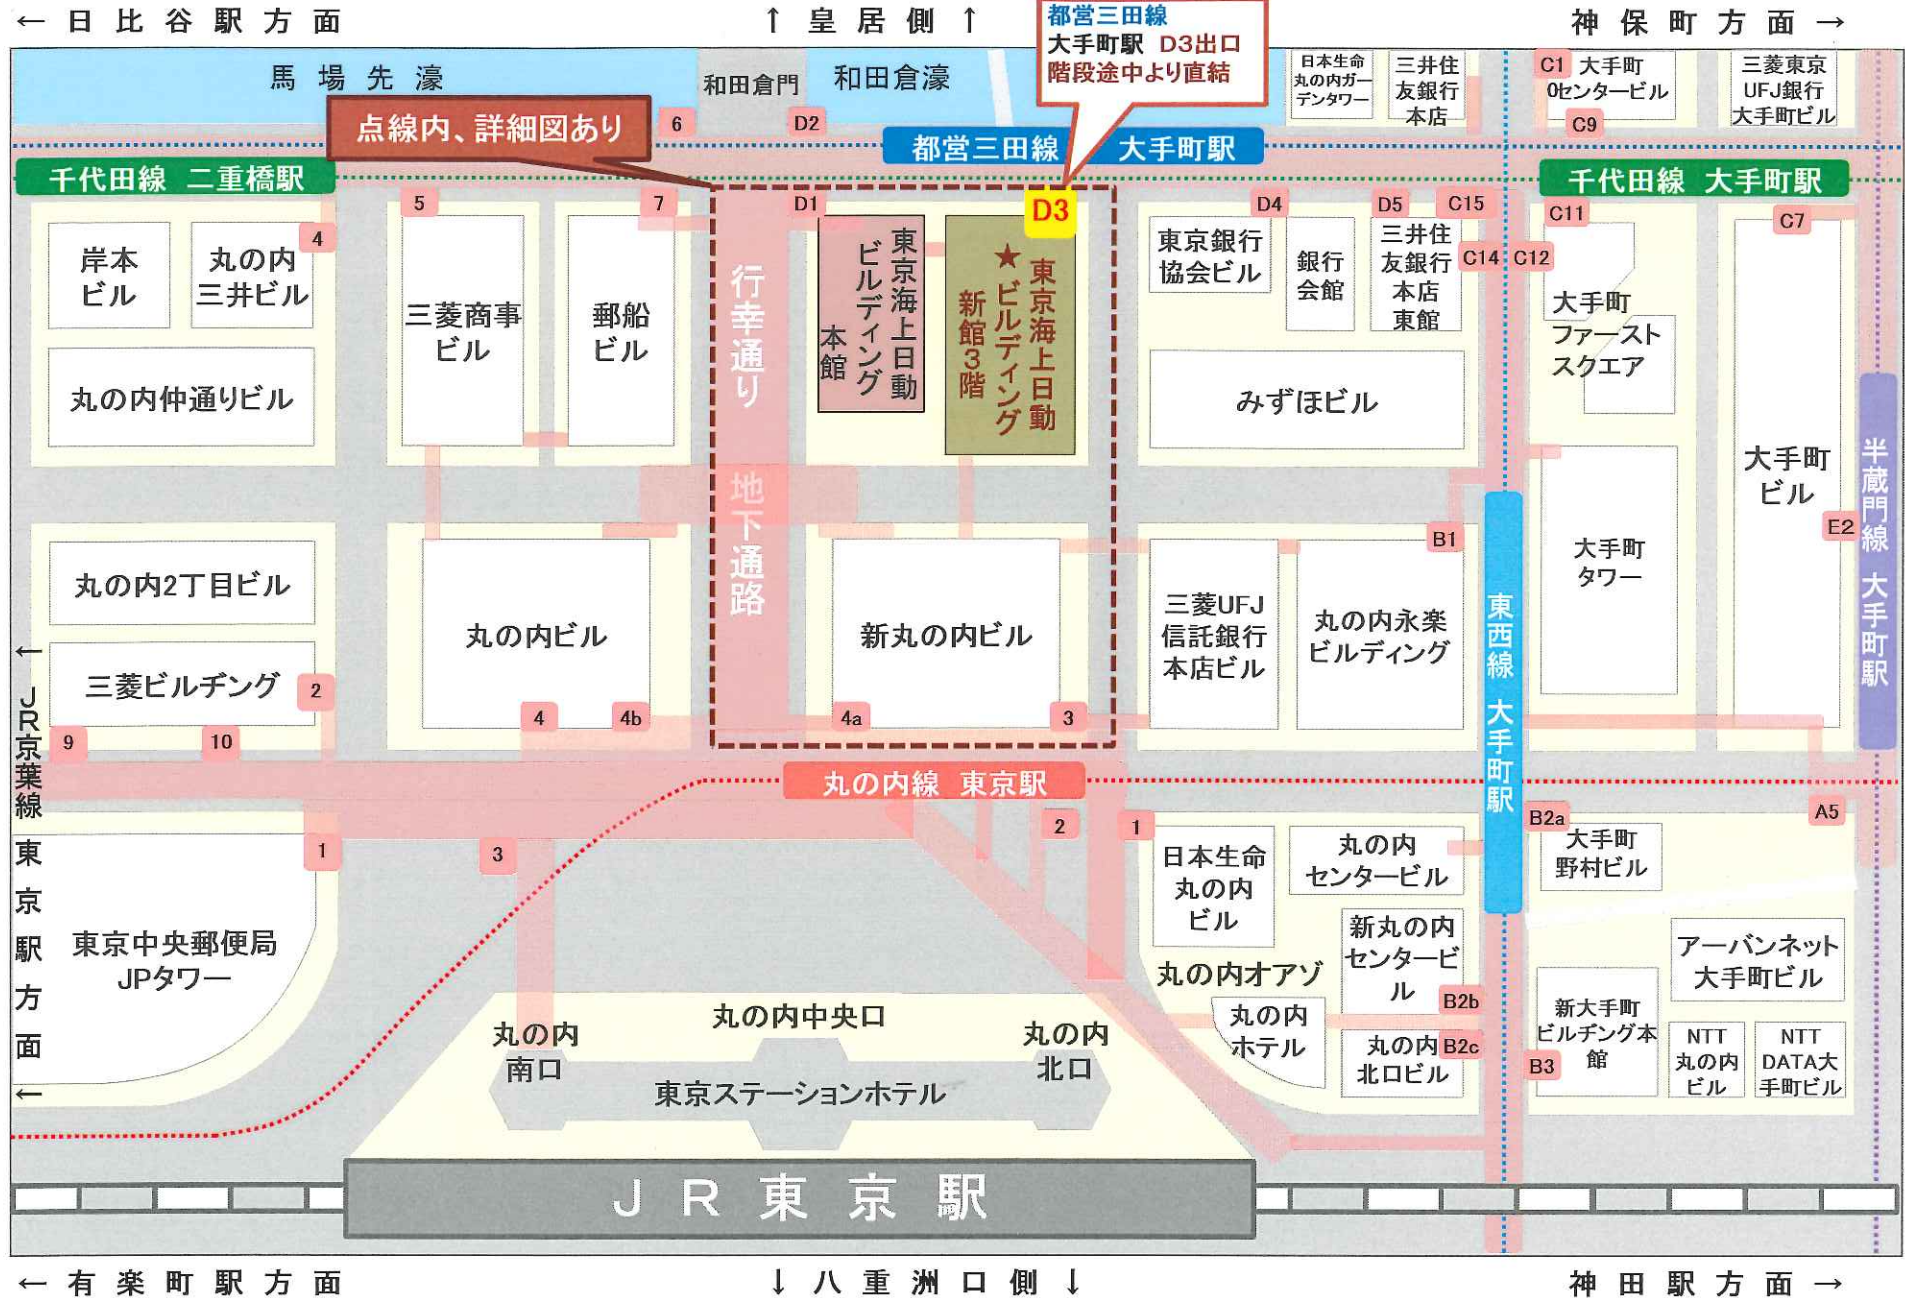 ← 日比谷駅方面
↑ 皇居側 ↑
神保町方面 →
都営三田線
大手町駅 D3出口
階段途中より直結
馬場先濠
和田倉門
和田倉濠
日本生命
丸の内ガー
デンタワー
三井住
友銀行
本店
C1
大手町
0センタービル
C9
三菱東京
UFJ銀行
大手町ビル
点線内、詳細図あり
6
D2
都営三田線
大手町駅
千代田線 二重橋駅
千代田線 大手町駅
5
7
D1
D3
D4
D5
C15
C11
C7
4
C14
C12
岸本
ビル
丸の内
三井ビル
三菱商事
ビル
郵船
ビル
行幸通り
地下通路
東京海上日動
ビルディング
本館
東京海上日動
★ビルディング
新館3階
東京銀行
協会ビル
銀行
会館
三井住
友銀行
本店
東館
大手町
ファースト
スクエア
丸の内仲通りビル
みずほビル
大手町
ビル
半蔵門線 大手町駅
E2
B1
丸の内2丁目ビル
丸の内ビル
新丸の内ビル
三菱UFJ
信託銀行
本店ビル
丸の内永楽
ビルディング
東西線 大手町駅
大手町
タワー
三菱ビルヂング
2
←JR京葉線東京駅方面←
9
10
4
4b
4a
3
丸の内線 東京駅
1
3
2
1
B2a
A5
日本生命
丸の内
ビル
丸の内
センタービル
大手町
野村ビル
東京中央郵便局
JPタワー
新丸の内
センタービ
ル
アーバンネット
大手町ビル
丸の内オアゾ
B2b
丸の内
ホテル
丸の内
北口ビル
B2c
B3
新大手町
ビルヂング本
館
NTT
丸の内
ビル
NTT
DATA大
手町ビル
丸の内中央口
丸の内
南口
丸の内
北口
東京ステーションホテル
JR東京駅
← 有楽町駅方面
↓ 八重洲口側 ↓
神田駅方面 →